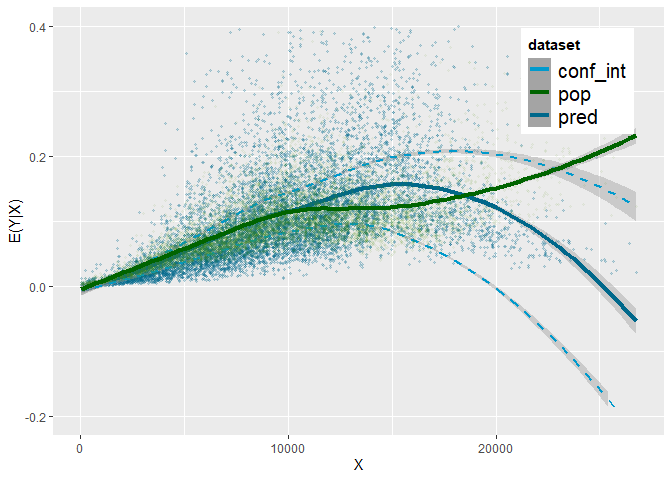 0.4
0.2
0.0
-0.2
E(Y|X)
0
10000
20000
X
dataset
conf_int
pop
pred